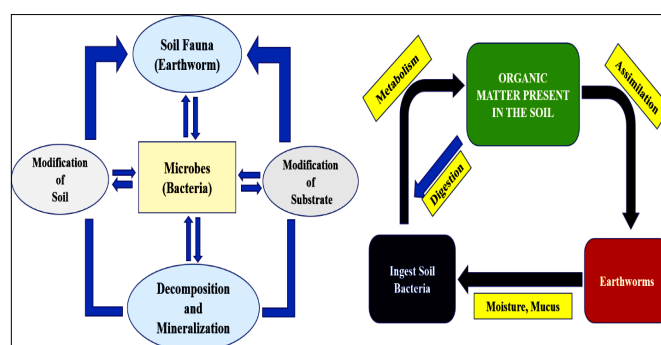 Soil Fauna
(Earthworm)
Modification
of
Soil
Microbes
(Bacteria)
Modification
of
Substrate
Decomposition
and
Mineralization
Metabolism
ORGANIC
MATTER PRESENT
IN THE SOIL
Assimilation
Digestion
Ingest Soil
Bacteria
Earthworms
Moisture, Mucus